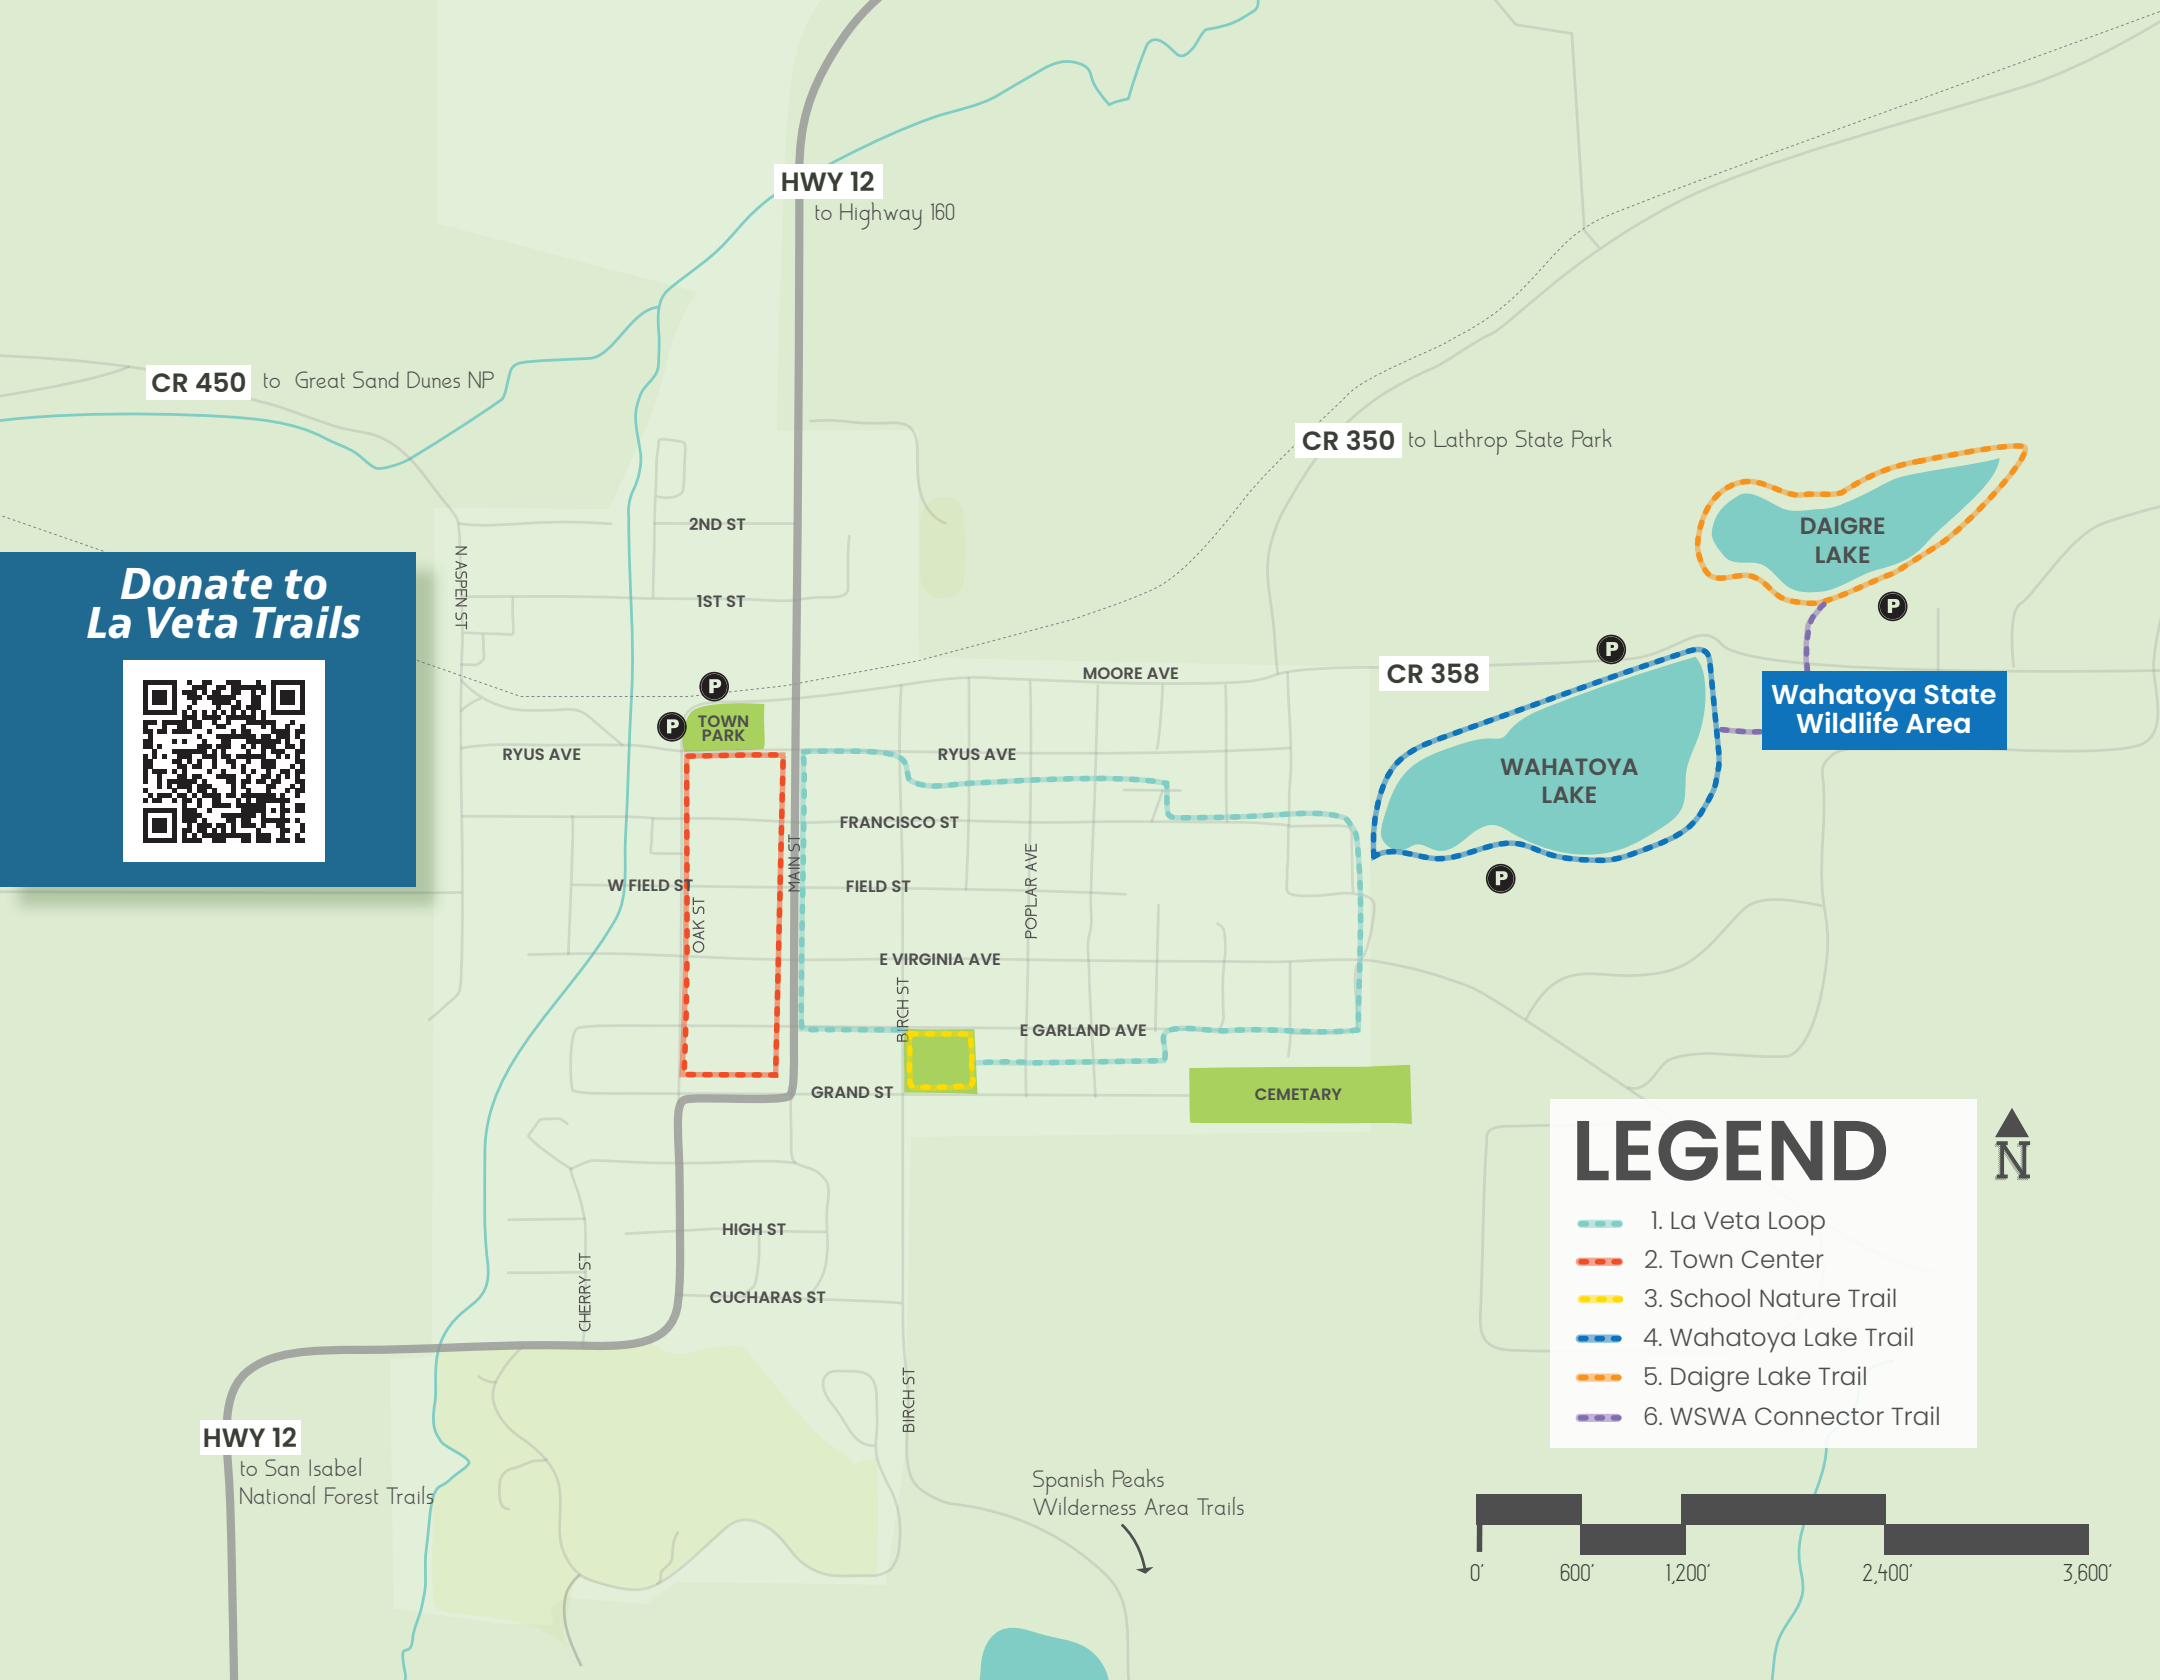 HWY 12
to Highway 160
CR 450 to Great Sand Dunes NP
CR 350 to Lathrop State Park
2ND ST
DAIGRE
LAKE
N ASPEN ST
Donate to
La Veta Trails
1ST ST
P
P
MOORE AVE
CR 358
P
P
TOWN
PARK
Wahatoya State
Wildlife Area
RYUS AVE
RYUS AVE
WAHATOYA
LAKE
FRANCISCO ST
MAIN ST
POPLAR AVE
P
W FIELD ST
FIELD ST
OAK ST
E VIRGINIA AVE
BIRCH ST
E GARLAND AVE
GRAND ST
CEMETARY
LEGEND
N
1. La Veta Loop
2. Town Center
3. School Nature Trail
4. Wahatoya Lake Trail
5. Daigre Lake Trail
6. WSWA Connector Trail
HIGH ST
CHERRY ST
CUCHARAS ST
BIRCH ST
HWY 12
to San Isabel
National Forest Trails
Spanish Peaks
Wilderness Area Trails
0' 600' 1,200' 2,400' 3,600'